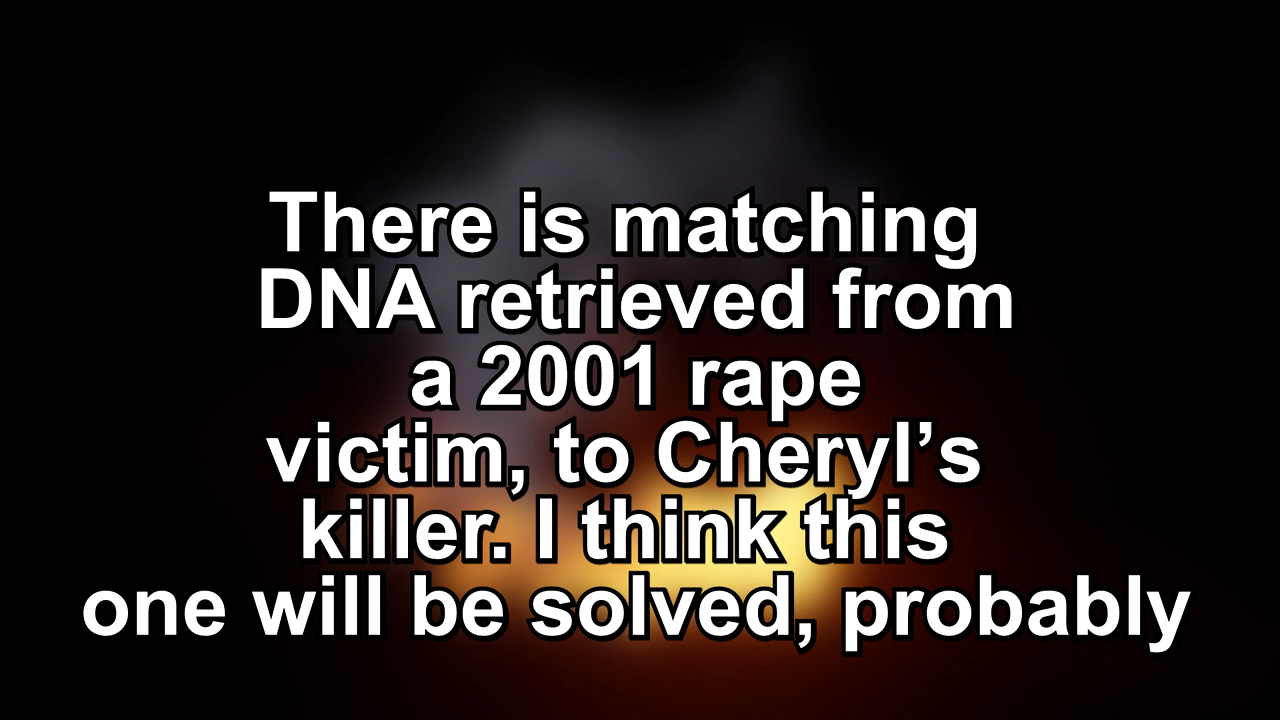 There is matching
DNA retrieved from
a 2001 rape
victim, to Cheryl’s
killer. I think this
one will be solved, probably